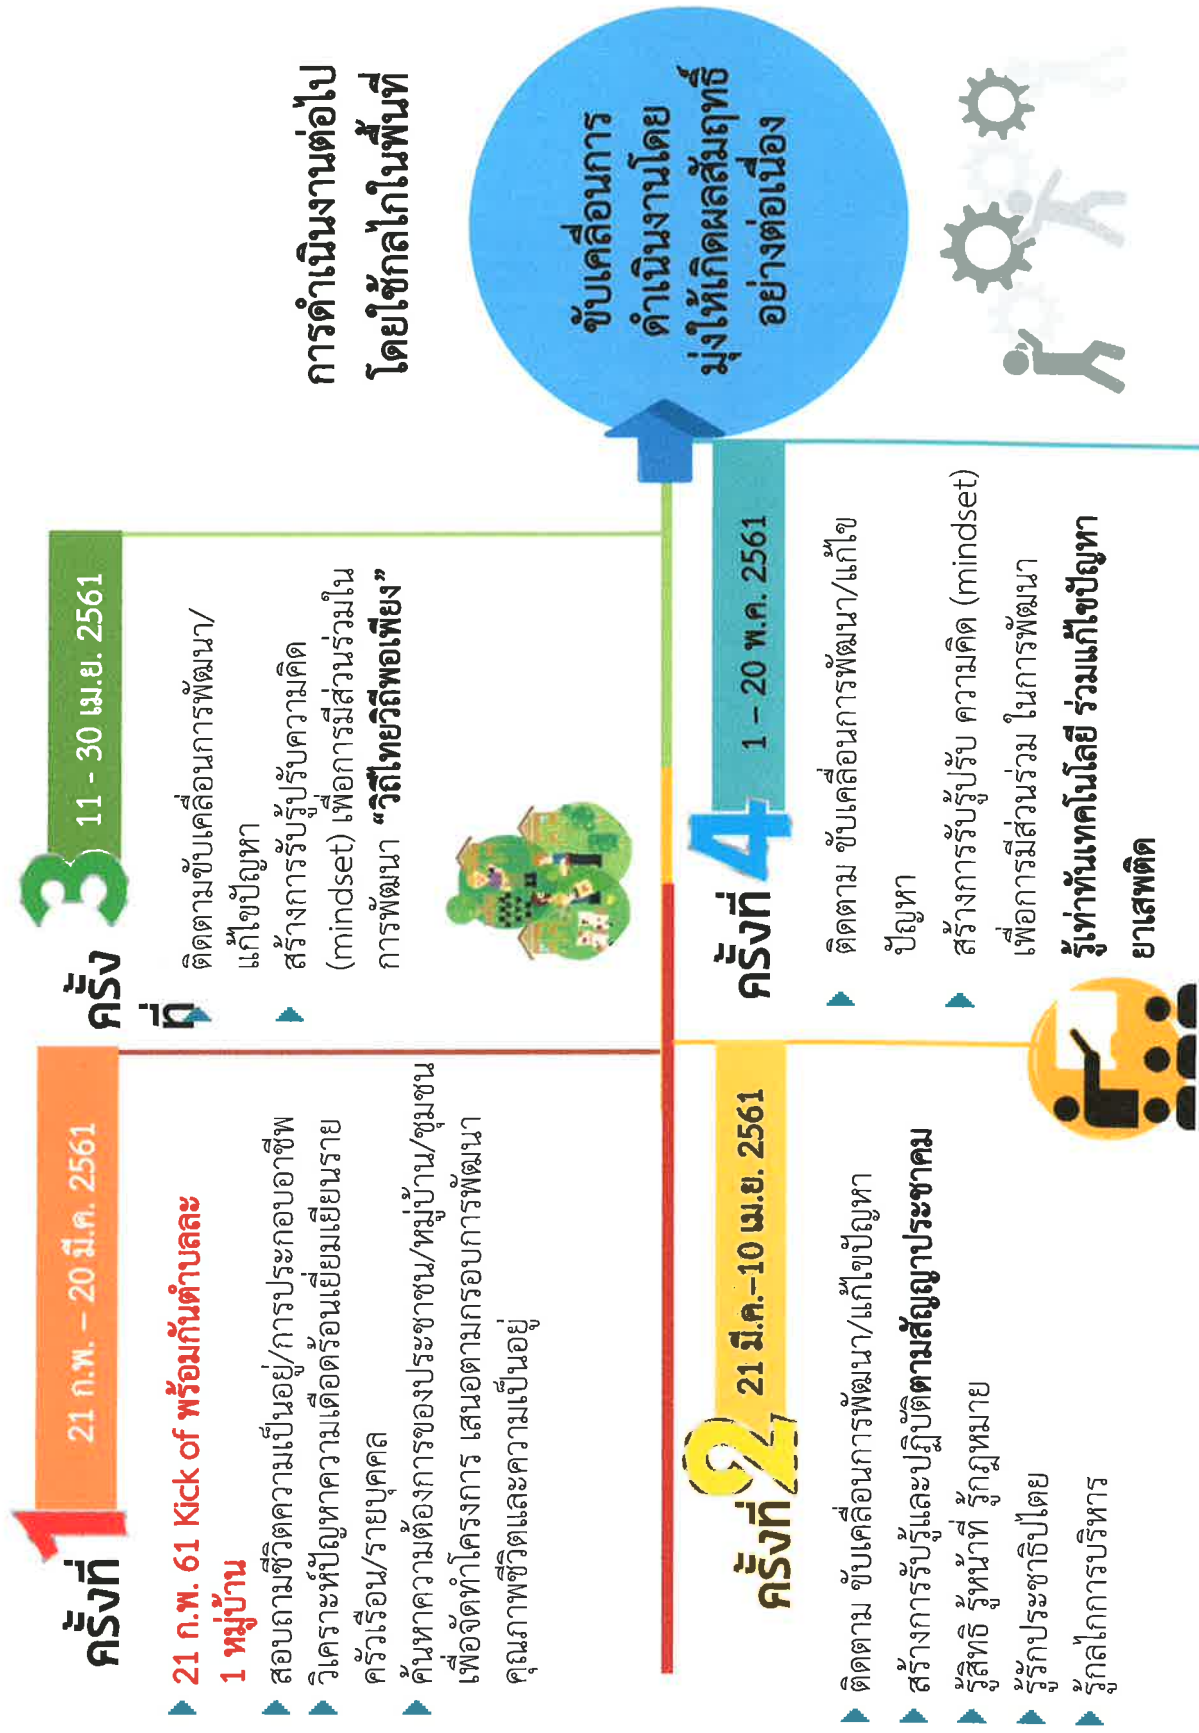 ครั้งที่ 1
21 ก.พ. – 20 มี.ค. 2561
21 ก.พ. 61 Kick of พร้อมกันตำบลละ
1 หมู่บ้าน
สอบถามชีวิตความเป็นอยู่/การประกอบอาชีพ
วิเคราะห์ปัญหาความเดือดร้อนเยี่ยมเยียนราย
ครัวเรือน/รายบุคคล
ค้นหาความต้องการของประชาชน/หมู่บ้าน/ชุมชน
เพื่อจัดทำโครงการ เสนอตามกรอบการพัฒนา
คุณภาพชีวิตและความเป็นอยู่
ครั้งที่ 2
21 มี.ค.–10 เม.ย. 2561
ติดตาม ขับเคลื่อนการพัฒนา/แก้ไขปัญหา
สร้างการรับรู้และปฏิบัติตามสัญญาประชาคม
รู้สิทธิ รู้หน้าที่ รู้กฎหมาย
รู้รักประชาธิปไตย
รู้กลไกการบริหาร
ครั้ง
ที่
3
11 - 30 เม.ย. 2561
ติดตามขับเคลื่อนการพัฒนา/
แก้ไขปัญหา
สร้างการรับรู้ปรับความคิด
(mindset) เพื่อการมีส่วนร่วมใน
การพัฒนา “วิถีไทยวิถีพอเพียง”
ครั้งที่ 4
1 – 20 พ.ค. 2561
ติดตาม ขับเคลื่อนการพัฒนา/แก้ไข
ปัญหา
สร้างการรับรู้ปรับ ความคิด (mindset)
เพื่อการมีส่วนร่วม ในการพัฒนา
รู้เท่าทันเทคโนโลยี ร่วมแก้ไขปัญหา
ยาเสพติด
การดำเนินงานต่อไป
โดยใช้กลไกในพื้นที่
ขับเคลื่อนการ
ดำเนินงานโดย
มุ่งให้เกิดผลสัมฤทธิ์
อย่างต่อเนื่อง